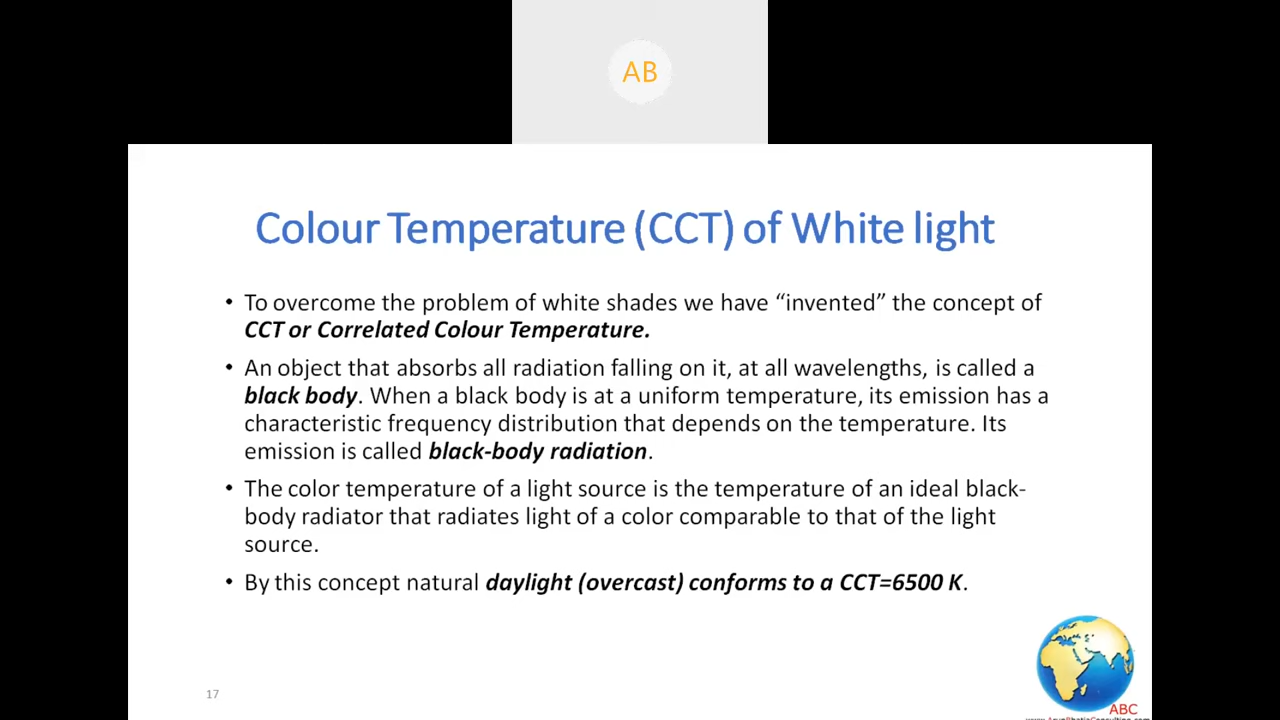 AB
Colour Temperature (CCT) of White light
• To overcome the problem of white shades we have “invented” the concept of
CCT or Correlated Colour Temperature.
• An object that absorbs all radiation falling on it, at all wavelengths, is called a
black body. When a black body is at a uniform temperature, its emission has a
characteristic frequency distribution that depends on the temperature. Its
emission is called black-body radiation.
• The color temperature of a light source is the temperature of an ideal black-
body radiator that radiates light of a color comparable to that of the light
source.
• By this concept natural daylight (overcast) conforms to a CCT=6500 K.
17
ABC